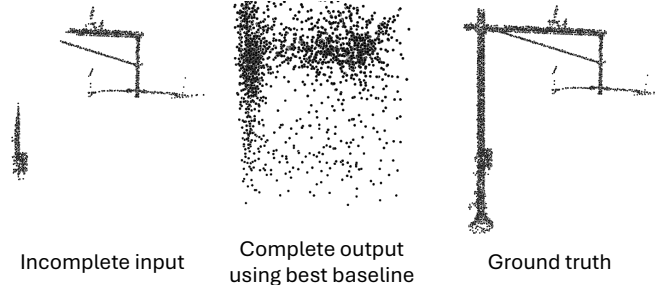 Incomplete input
Complete output
using best baseline
Ground truth